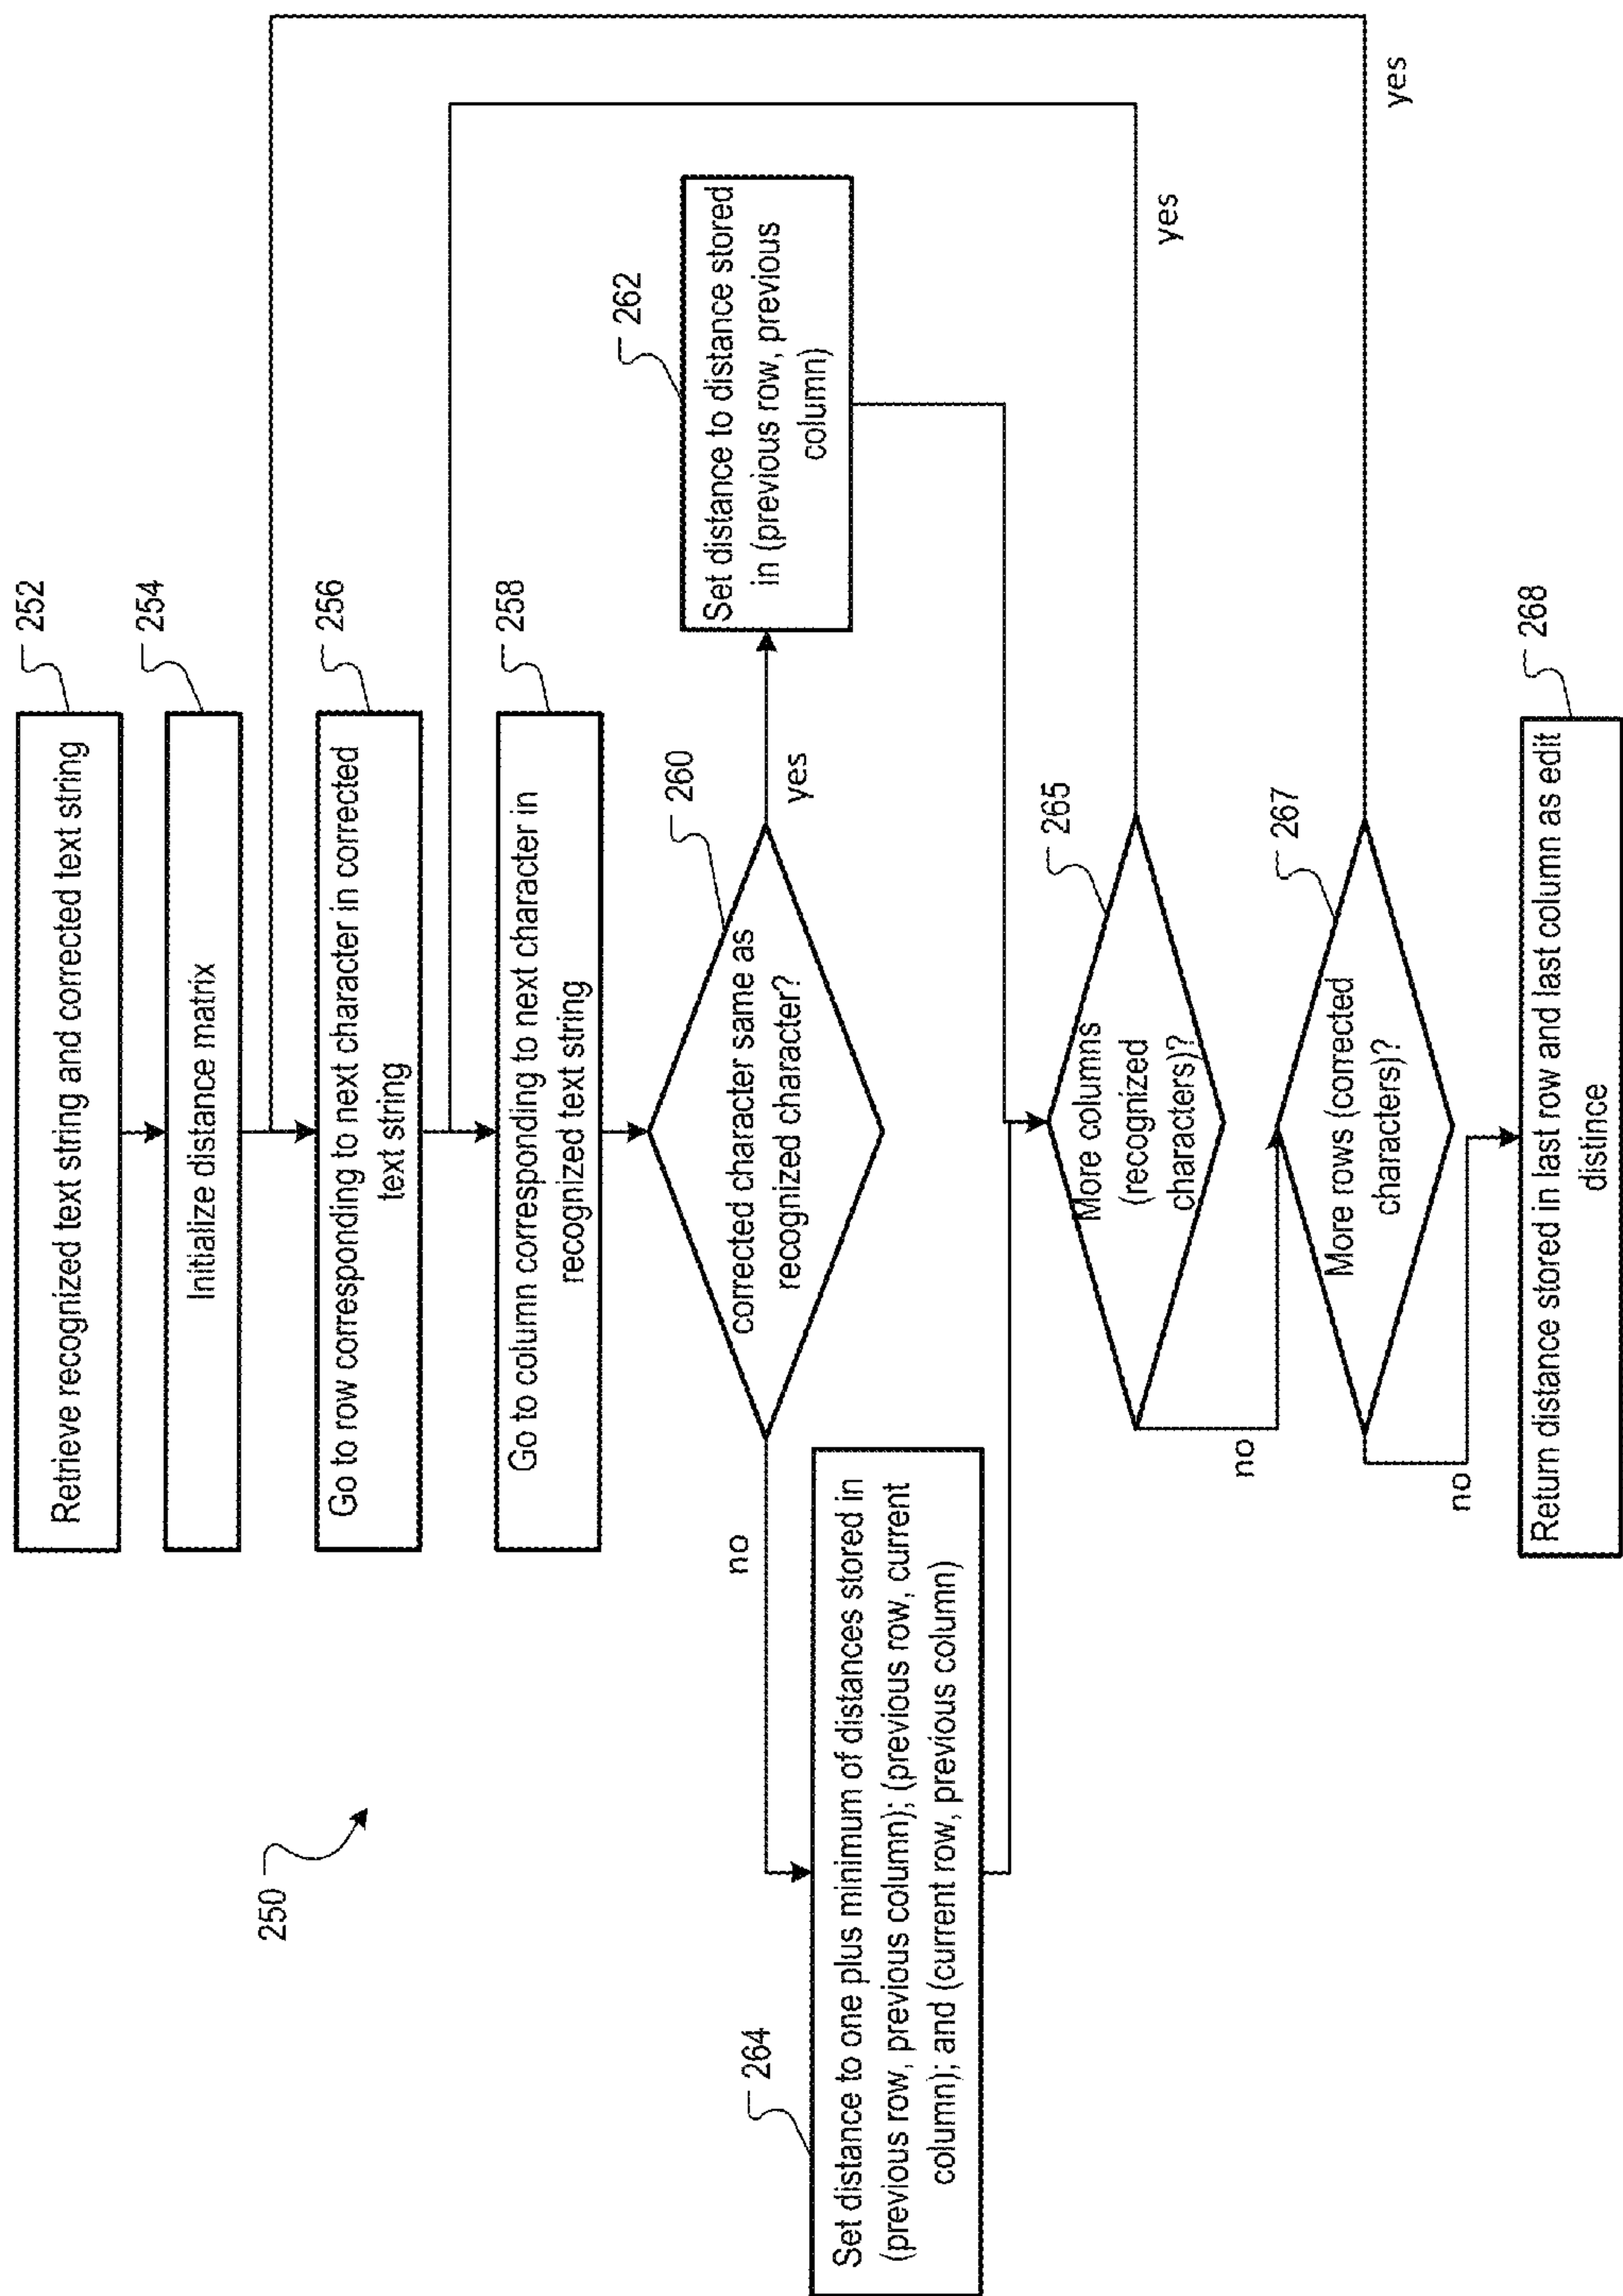 250
252
Retrieve recognized text string and corrected text string
254
Initialize distance matrix
256
Go to row corresponding to next character in corrected
text string
258
Go to column corresponding to next character in
recognized text string
260
corrected character same as
recognized character?
no
yes
262
Set distance to distance stored
in (previous row, previous
column)
264
Set distance to one plus minimum of distances stored in
(previous row, previous column); (previous row, current
column); and (current row, previous column)
265
More columns
(recognized
characters)?
yes
no
267
More rows (corrected
characters)?
yes
no
268
Return distance stored in last row and last column as edit
distince